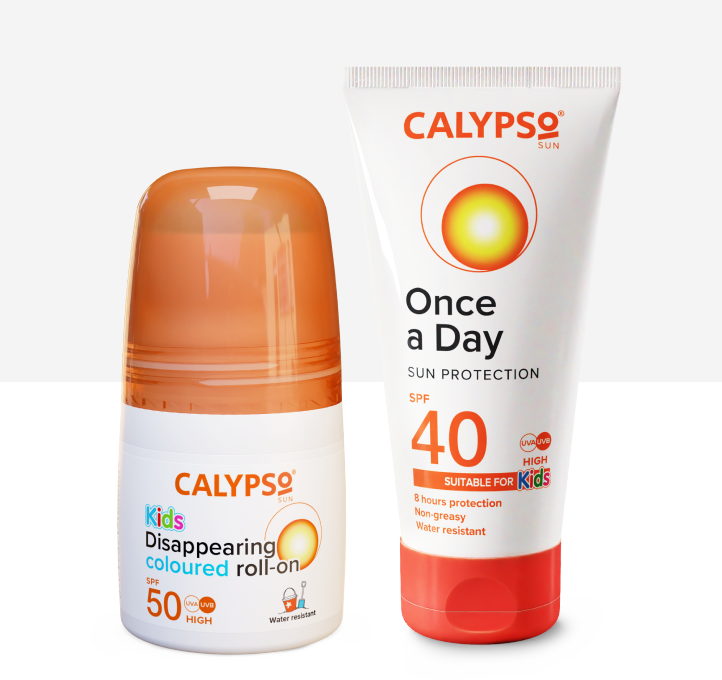 CALYPSO®
SUN
Kids
Disappearing
coloured roll-on
SPF
50
UVA UVB
HIGH
Water resistant
CALYPSO®
SUN
Once
a Day
SUN PROTECTION
SPF
40
UVA UVB
HIGH
SUITABLE FOR Kids
8 hours protection
Non-greasy
Water resistant